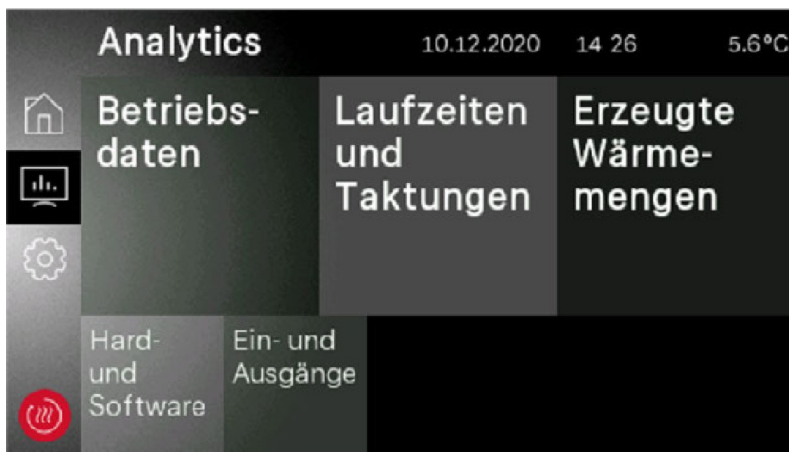 Analytics 10.12.2020 14 26 5.6°C
Betriebs-
daten
Laufzeiten
und
Taktungen
Erzeugte
Wärme-
mengen
Hard-
und
Software
Ein- und
Ausgänge